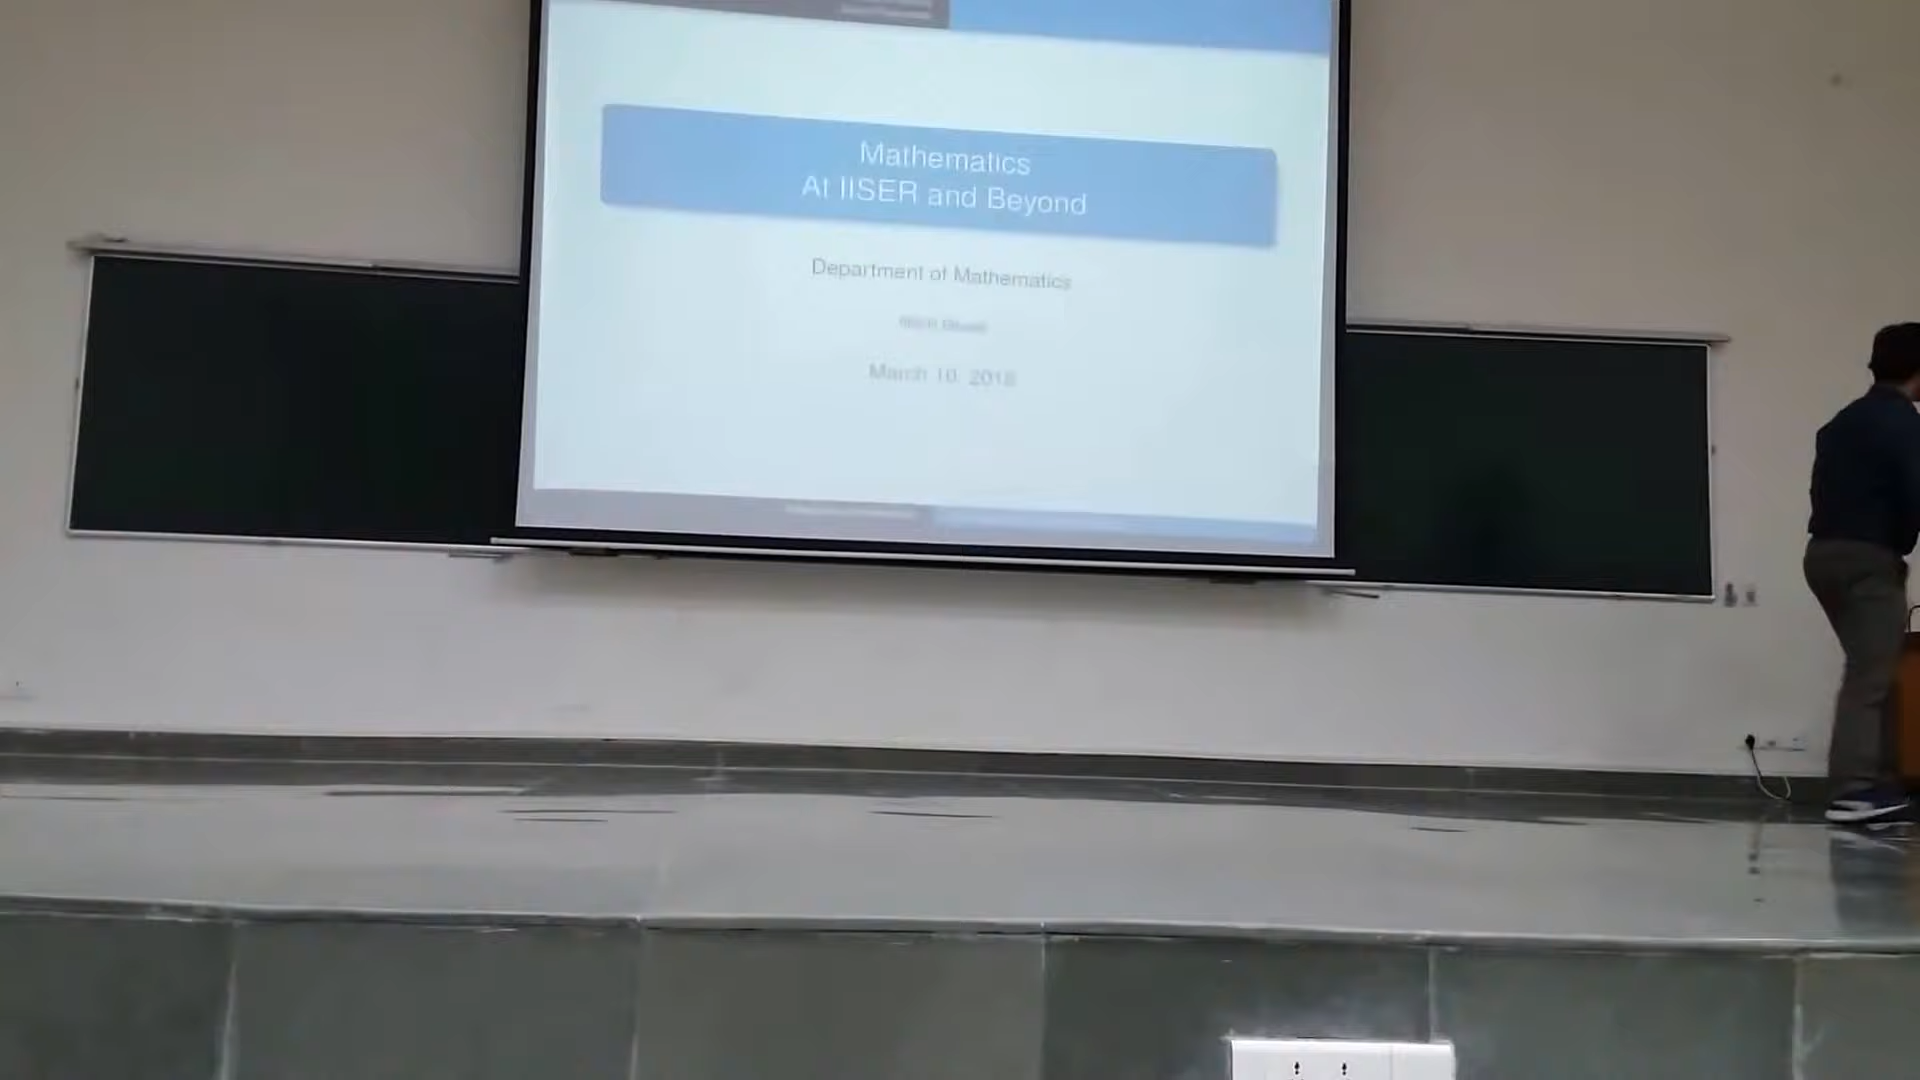 Mathematics
At IISER and Beyond
Department of Mathematics
March 10, 2018